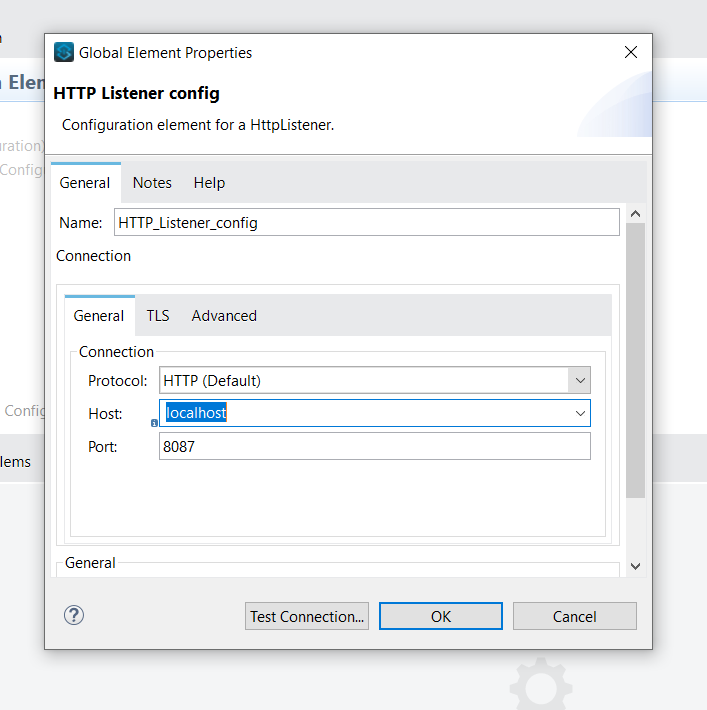 Global Element Properties
Elem
HTTP Listener config
Configuration element for a HttpListener.
uration)
Config
General Notes Help
Name: HTTP_Listener_config
Connection
General TLS Advanced
Connection
Protocol: HTTP (Default)
Config
Host: localhost
Port: 8087
lems
General
Test Connection... OK Cancel